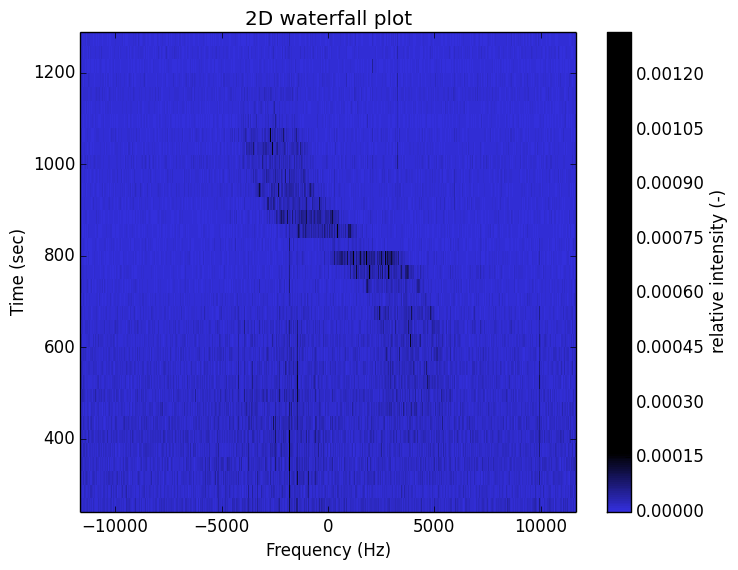 2D waterfall plot
1200
1000
800
600
400
Time (sec)
−10000 −5000 0 5000 10000
Frequency (Hz)
0.00120
0.00105
0.00090
0.00075
0.00060
0.00045
0.00030
0.00015
0.00000
relative intensity (-)